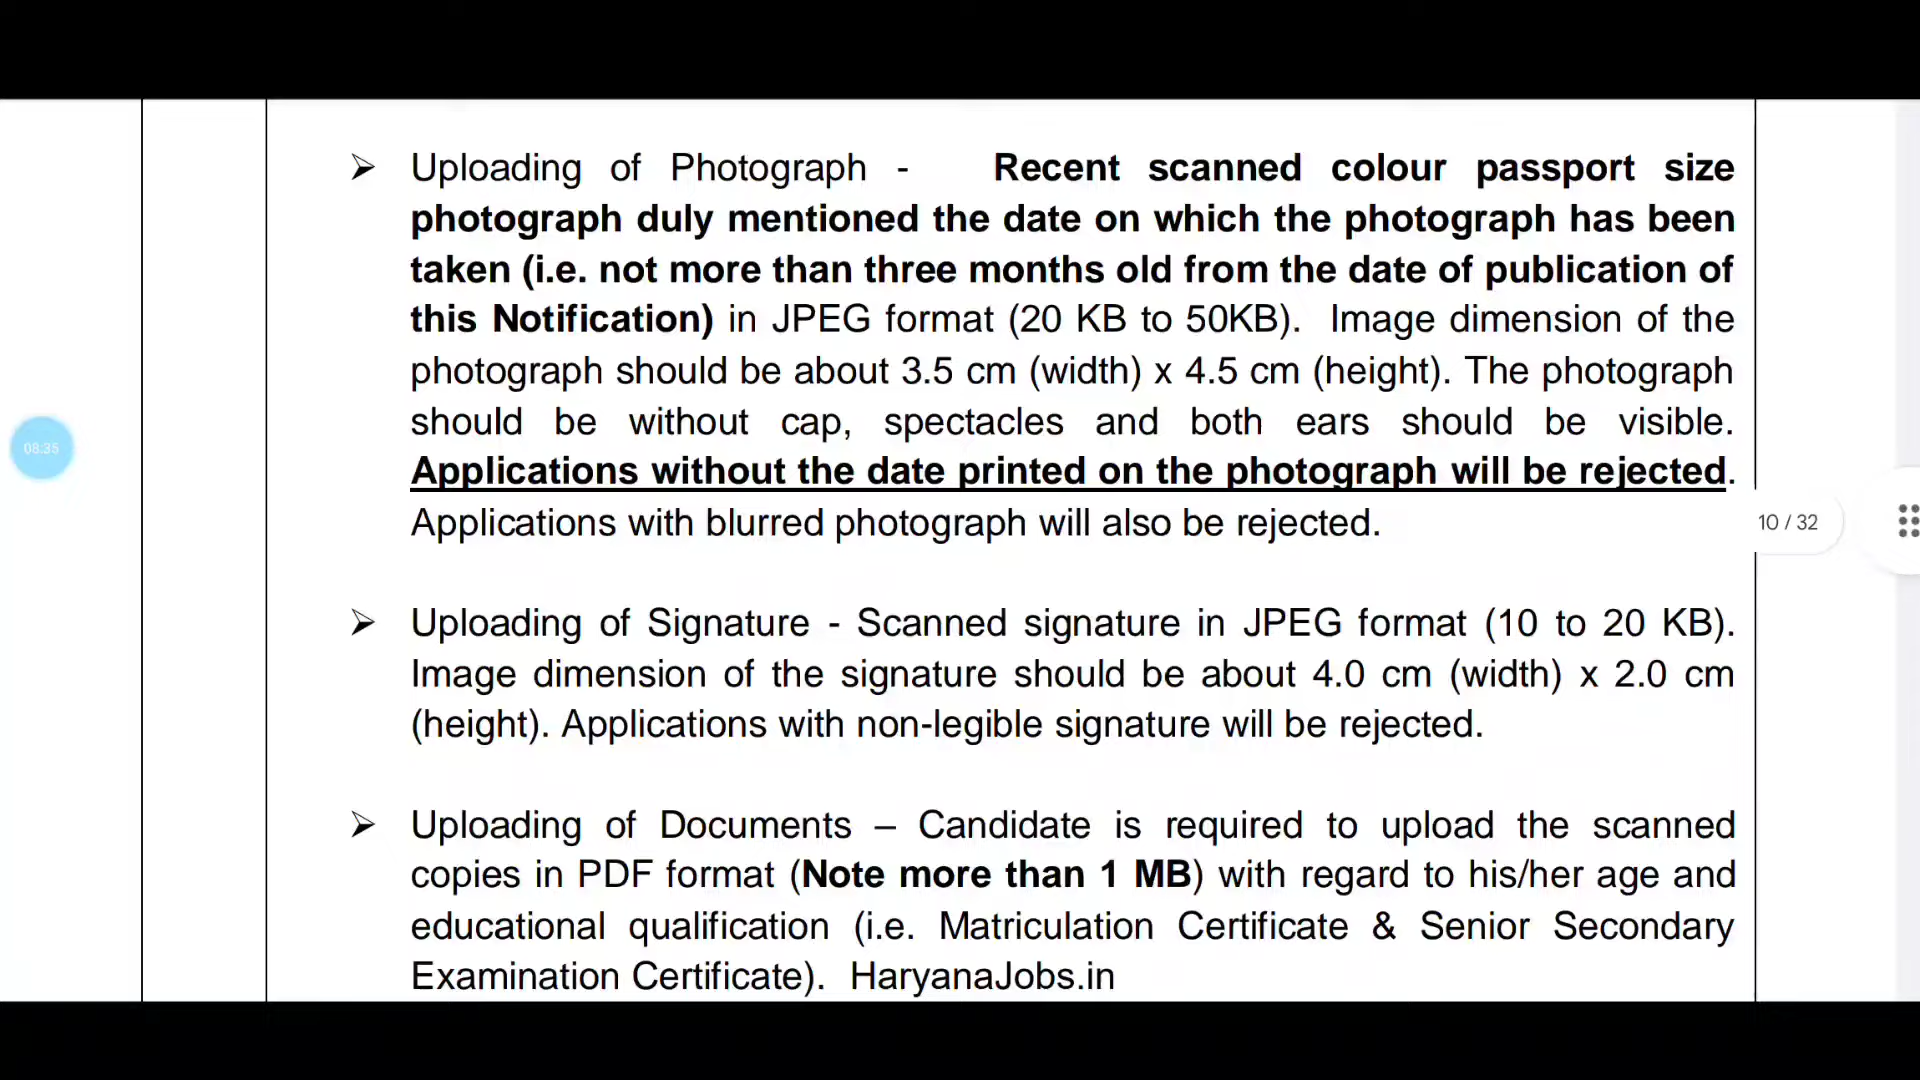 ➢ Uploading of Photograph - Recent scanned colour passport size
photograph duly mentioned the date on which the photograph has been
taken (i.e. not more than three months old from the date of publication of
this Notification) in JPEG format (20 KB to 50KB). Image dimension of the
photograph should be about 3.5 cm (width) x 4.5 cm (height). The photograph
should be without cap, spectacles and both ears should be visible.
08:35
Applications without the date printed on the photograph will be rejected.
Applications with blurred photograph will also be rejected.
10 / 32
➢ Uploading of Signature - Scanned signature in JPEG format (10 to 20 KB).
Image dimension of the signature should be about 4.0 cm (width) x 2.0 cm
(height). Applications with non-legible signature will be rejected.
➢ Uploading of Documents – Candidate is required to upload the scanned
copies in PDF format (Note more than 1 MB) with regard to his/her age and
educational qualification (i.e. Matriculation Certificate & Senior Secondary
Examination Certificate). HaryanaJobs.in